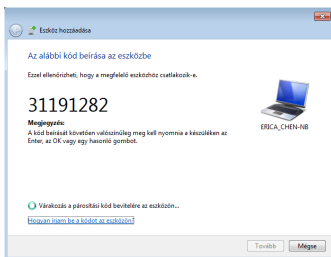 Eszköz hozzáadása
Az alábbi kód beírása az eszközbe
Ezzel ellenőrizheti, hogy a megfelelő eszközhöz csatlakozik-e.
31191282
ERICA_CHEN-NB
Megjegyzés:
A kód beírását követően valószínűleg meg kell nyomnia a készüléken az
Enter, az OK vagy egy hasonló gombot.
Várakozás a párosítási kód bevitelére az eszközön...
Hogyan írjam be a kódot az eszközön?
Tovább Mégse